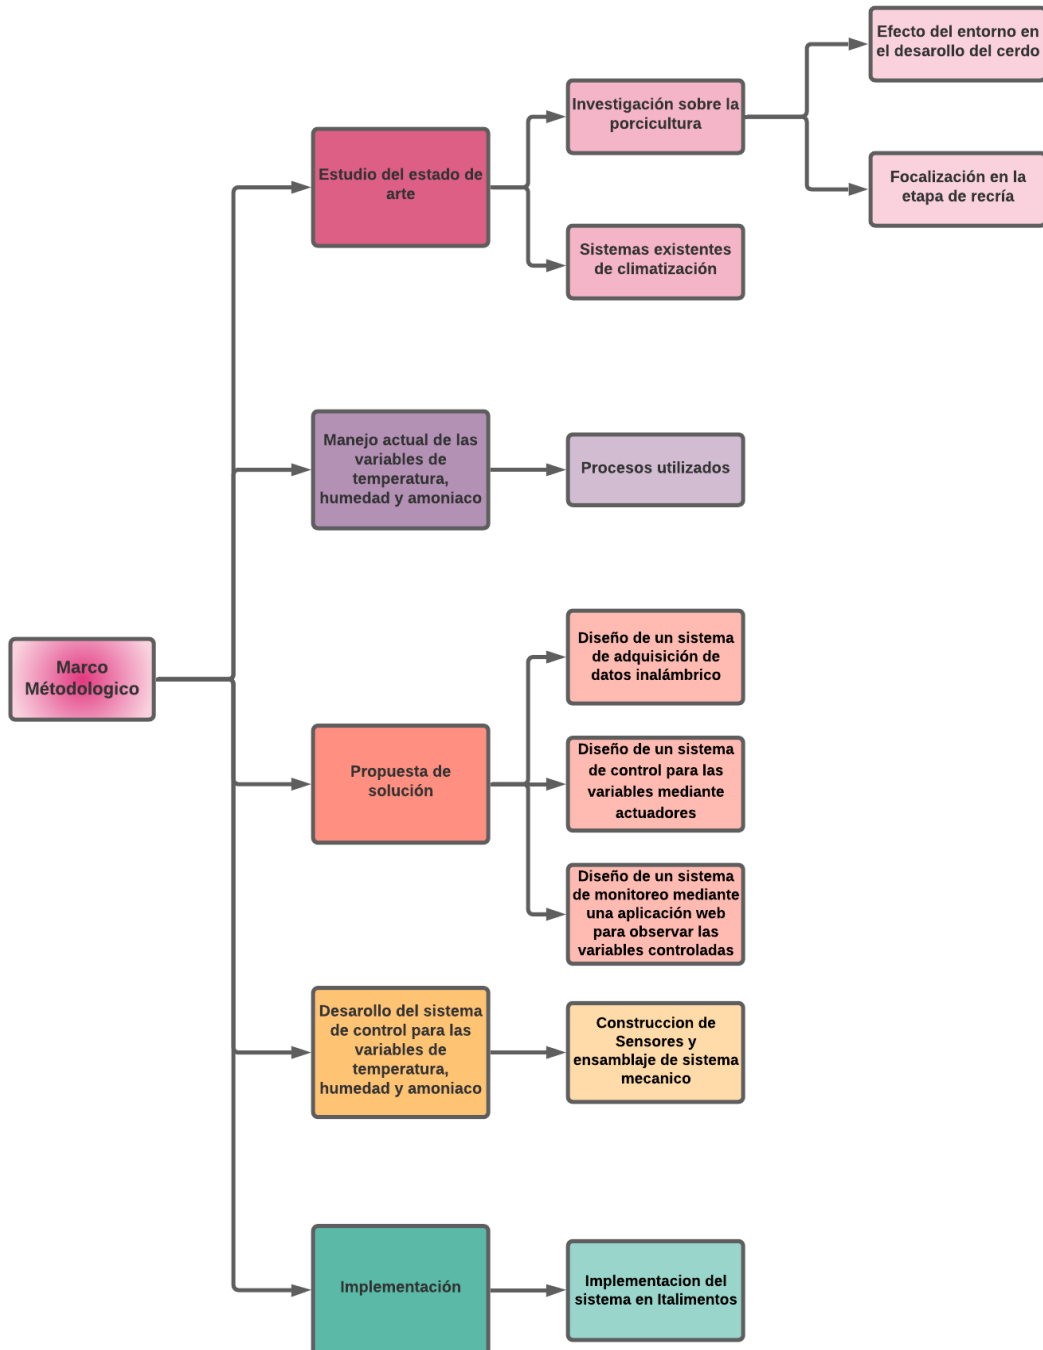 Marco
Métodologico
Estudio del estado de
arte
Investigación sobre la
porcicultura
Efecto del entorno en
el desarollo del cerdo
Focalización en la
etapa de recría
Sistemas existentes
de climatización
Manejo actual de las
variables de
temperatura,
humedad y amoniaco
Procesos utilizados
Propuesta de
solución
Diseño de un sistema
de adquisición de
datos inalámbrico
Diseño de un sistema
de control para las
variables mediante
actuadores
Diseño de un sistema
de monitoreo mediante
una aplicación web
para observar las
variables controladas
Desarollo del sistema
de control para las
variables de
temperatura,
humedad y amoniaco
Construccion de
Sensores y
ensamblaje de sistema
mecanico
Implementación
Implementacion del
sistema en Italimentos